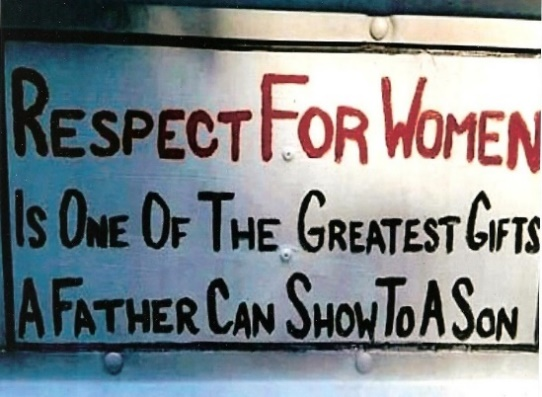 RESPECT FOR WOMEN
IS ONE OF THE GREATEST GIFTS
A FATHER CAN SHOW TO A SON